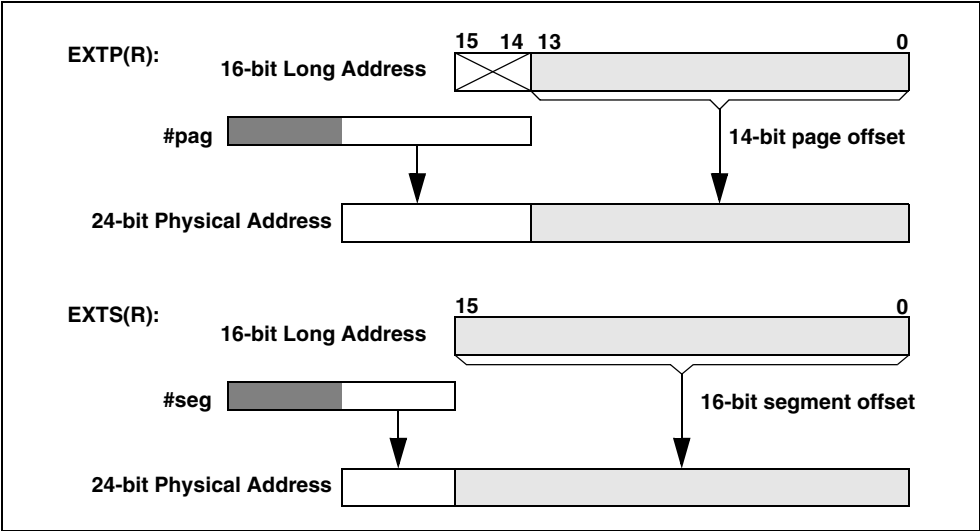 EXTP(R):
15 14 13 0
16-bit Long Address
#pag
14-bit page offset
24-bit Physical Address
EXTS(R):
15 0
16-bit Long Address
#seg
16-bit segment offset
24-bit Physical Address